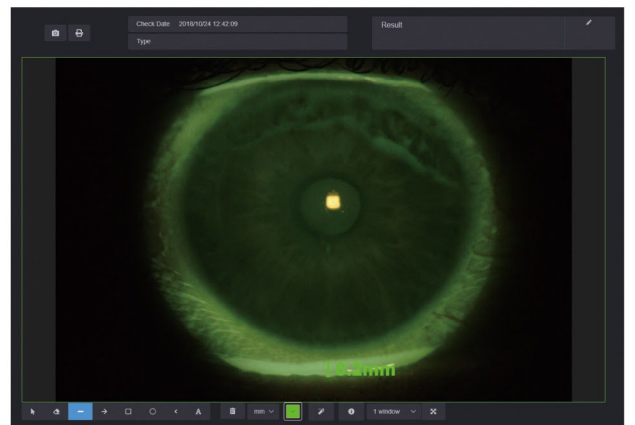 Check Date 2018/10/24 12:42:09
Result
Type
A
mm
1 window